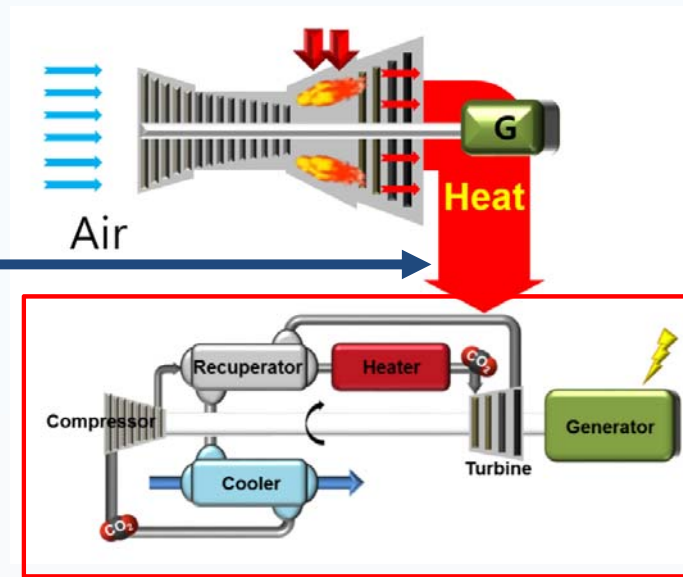 G
Heat
Air
Recuperator
Heater
CO₂
Compressor
Generator
Turbine
Cooler
CO₂